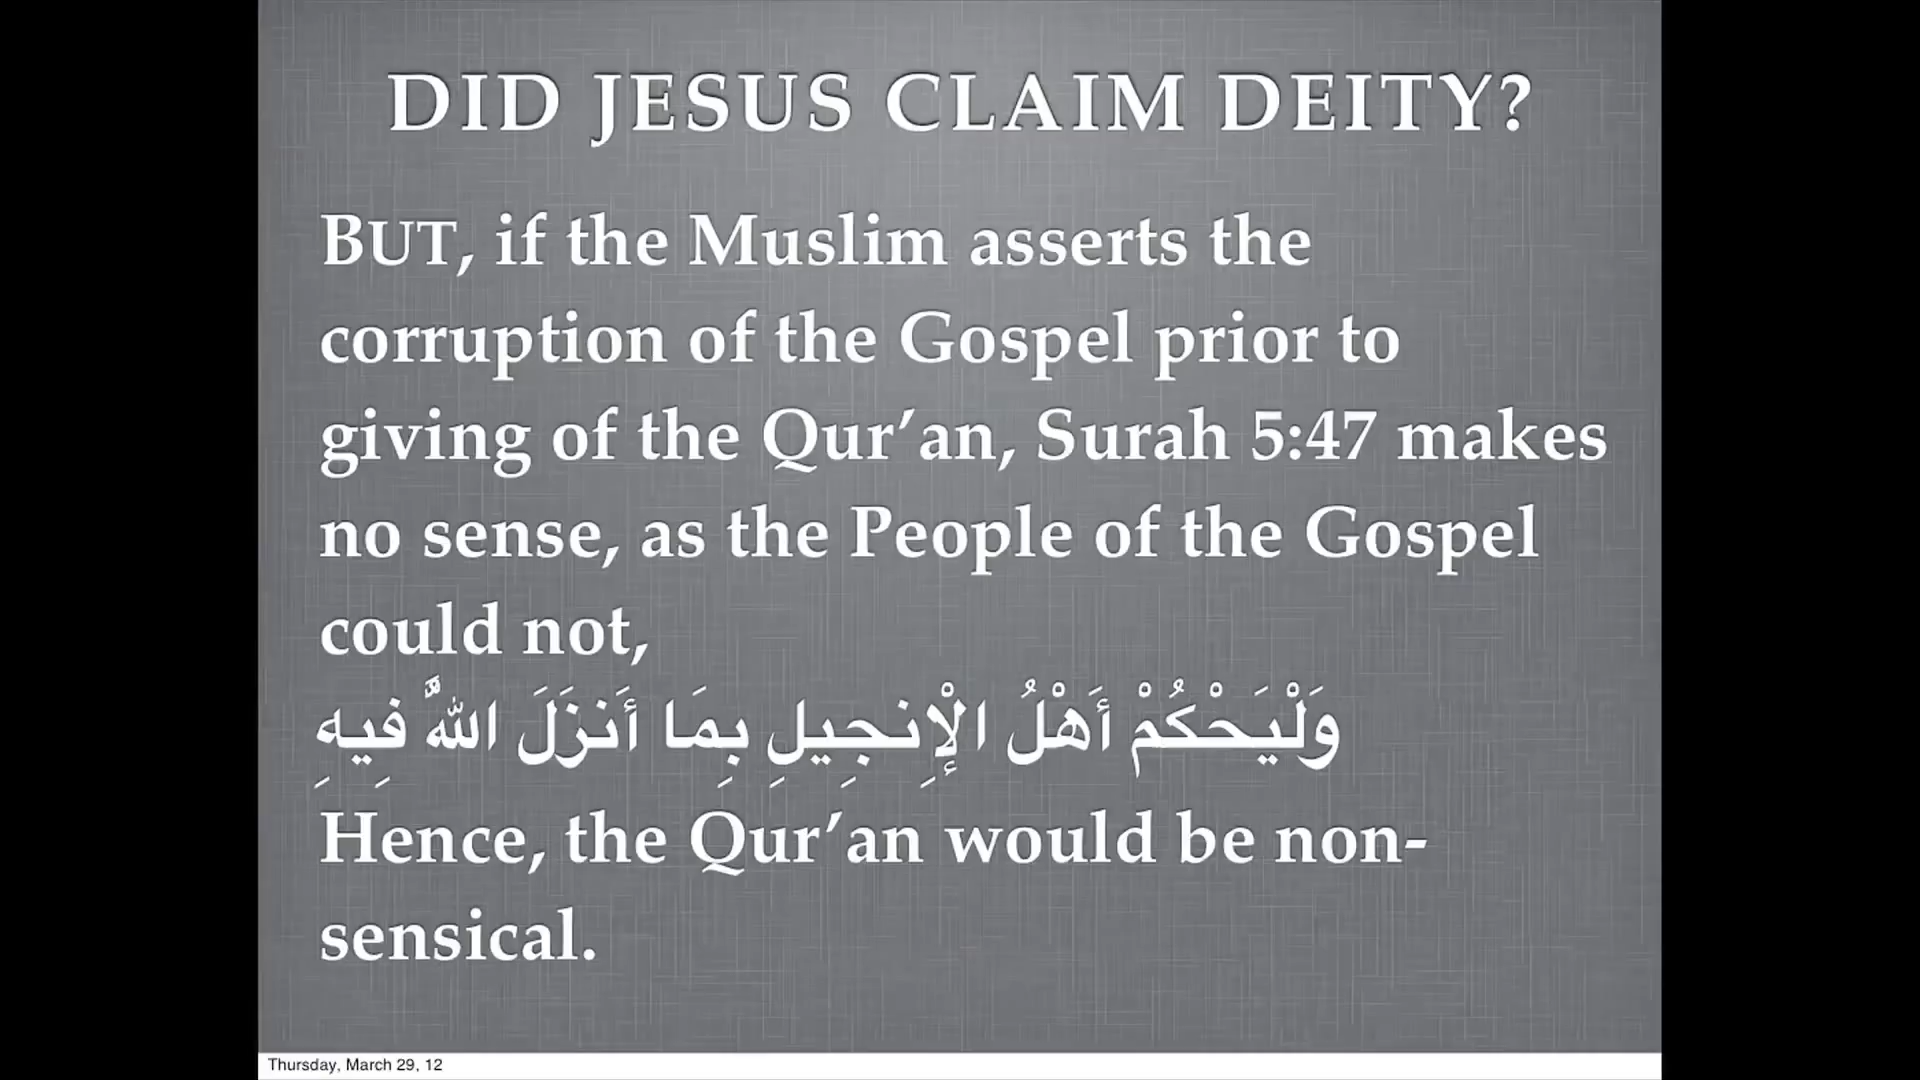 DID JESUS CLAIM DEITY?
BUT, if the Muslim asserts the
corruption of the Gospel prior to
giving of the Qur’an, Surah 5:47 makes
no sense, as the People of the Gospel
could not,
وَلْيَحْكُمْ أَهْلُ الْإِنجِيلِ بِمَا أَنزَلَ اللَّهُ فِيهِ
Hence, the Qur’an would be non-
sensical.
Thursday, March 29, 12